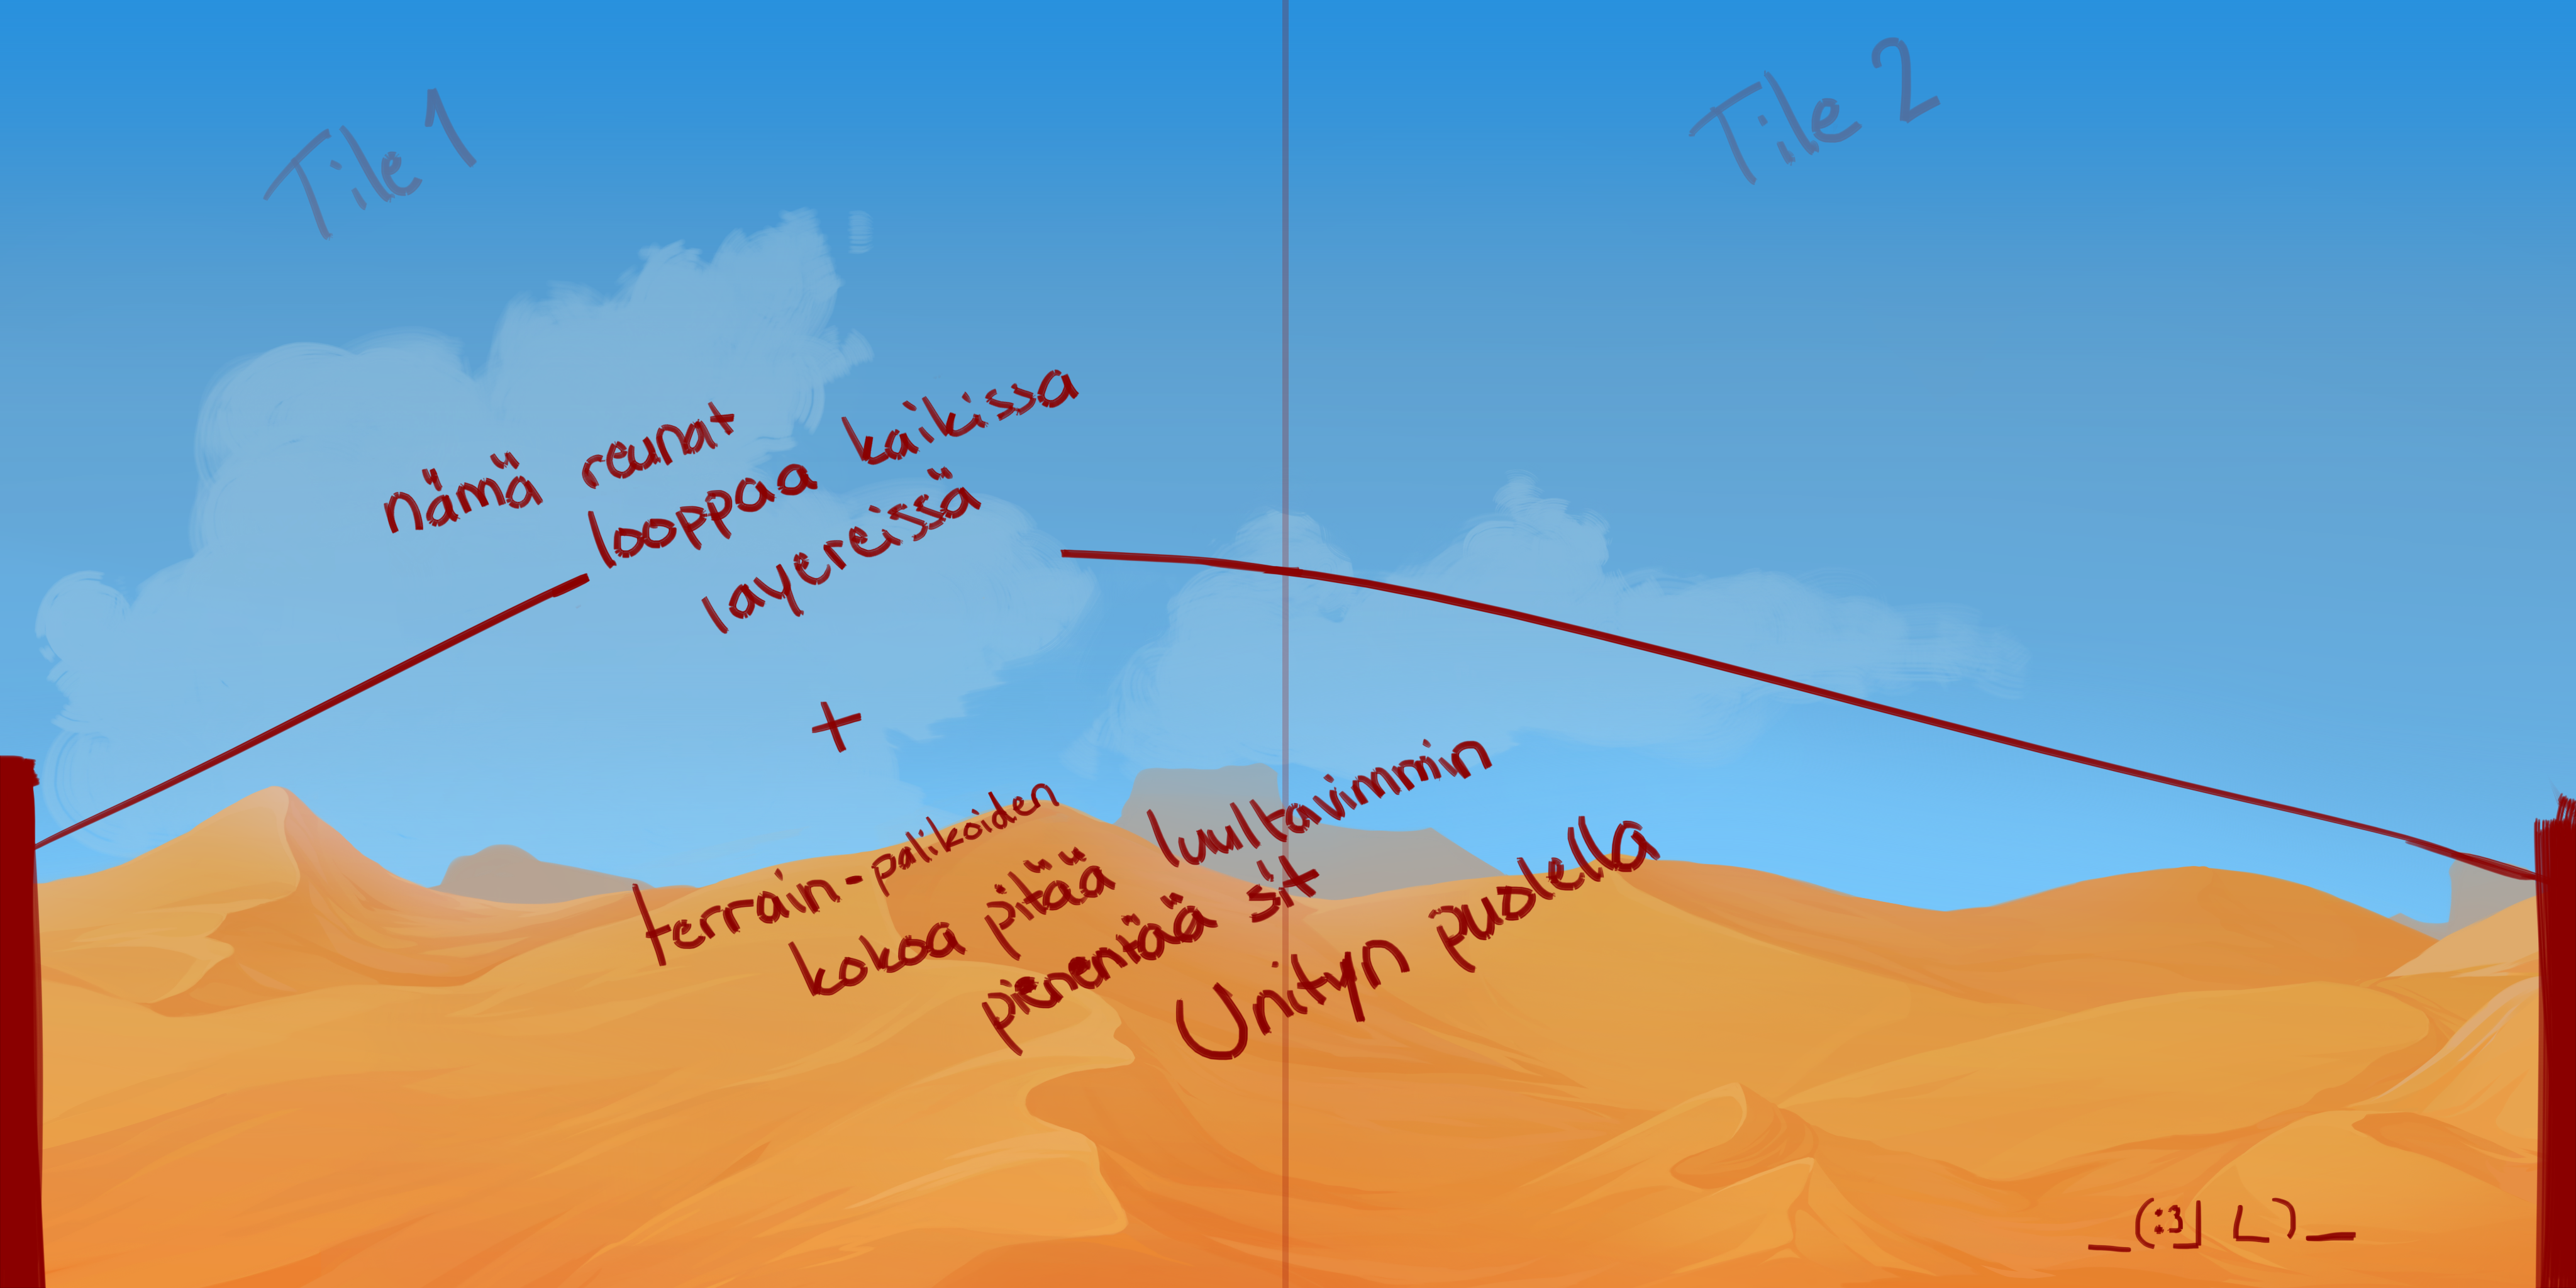 Tile 1
Tile 2
nämä reunat
looppaa kaikissa
layereissä
+
terrain-palikoiden
kokoa pitää luultavimmin
pienentää sit
Unityn puolella
_(:3」 ∠)_